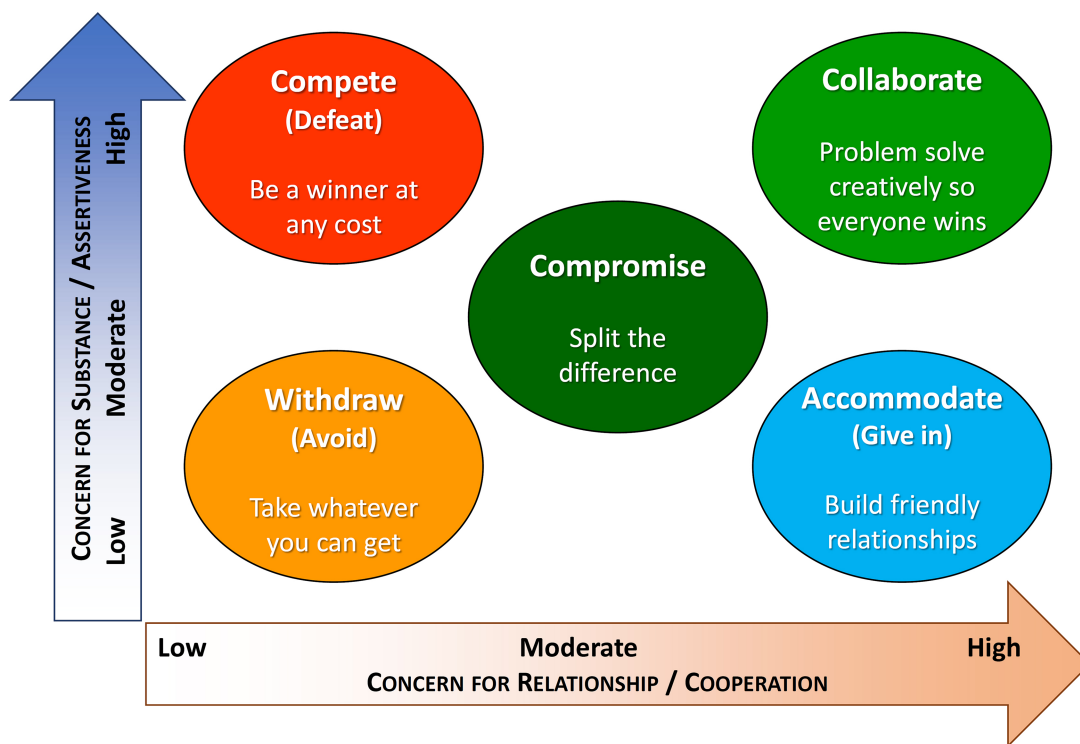 Compete
(Defeat)
Be a winner at
any cost
Collaborate
Problem solve
creatively so
everyone wins
Compromise
Split the
difference
Withdraw
(Avoid)
Take whatever
you can get
Accommodate
(Give in)
Build friendly
relationships
CONCERN FOR SUBSTANCE / ASSERTIVENESS
Low Moderate High
Low Moderate High
CONCERN FOR RELATIONSHIP / COOPERATION